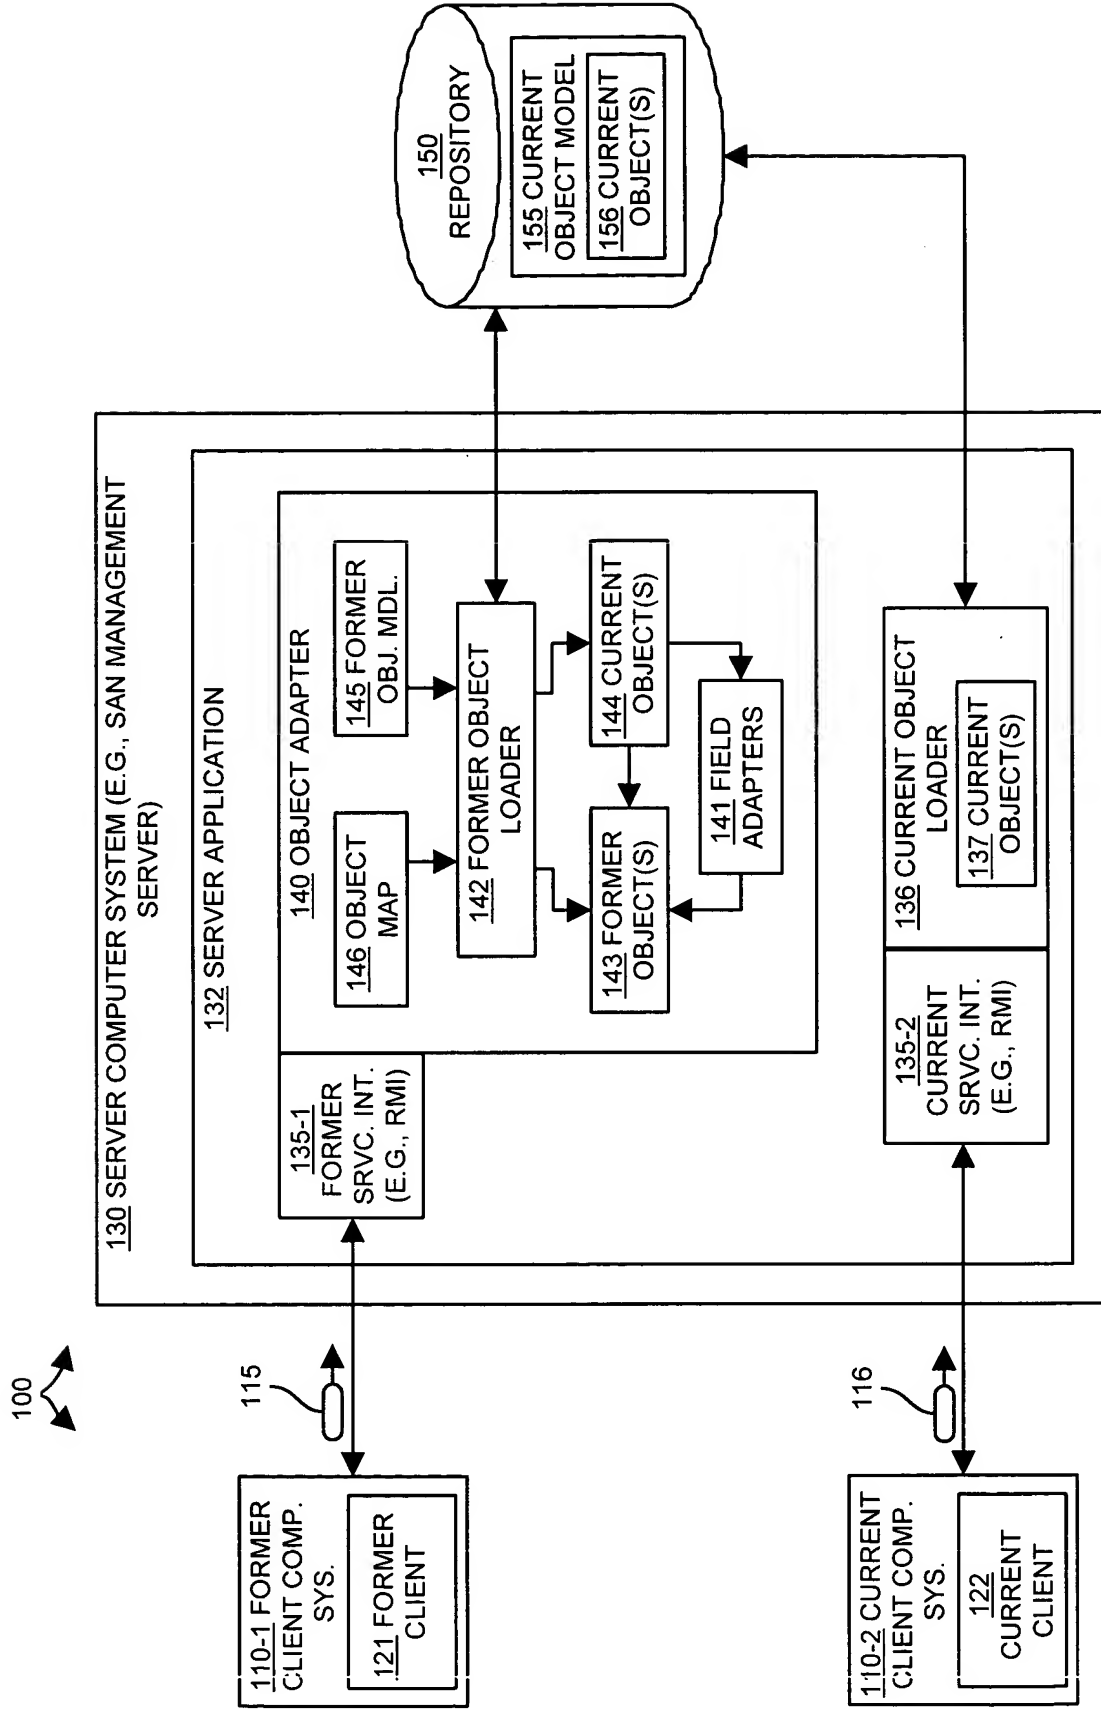 100
130 SERVER COMPUTER SYSTEM (E.G., SAN MANAGEMENT
SERVER)
132 SERVER APPLICATION
140 OBJECT ADAPTER
146 OBJECT
MAP
145 FORMER
OBJ. MDL.
142 FORMER OBJECT
LOADER
143 FORMER
OBJECT(S)
144 CURRENT
OBJECT(S)
141 FIELD
ADAPTERS
135-1
FORMER
SRVC. INT.
(E.G., RMI)
115
110-1 FORMER
CLIENT COMP.
SYS.
121 FORMER
CLIENT
150
REPOSITORY
155 CURRENT
OBJECT MODEL
156 CURRENT
OBJECT(S)
116
110-2 CURRENT
CLIENT COMP.
SYS.
122
CURRENT
CLIENT
135-2
CURRENT
SRVC. INT.
(E.G., RMI)
136 CURRENT OBJECT
LOADER
137 CURRENT
OBJECT(S)